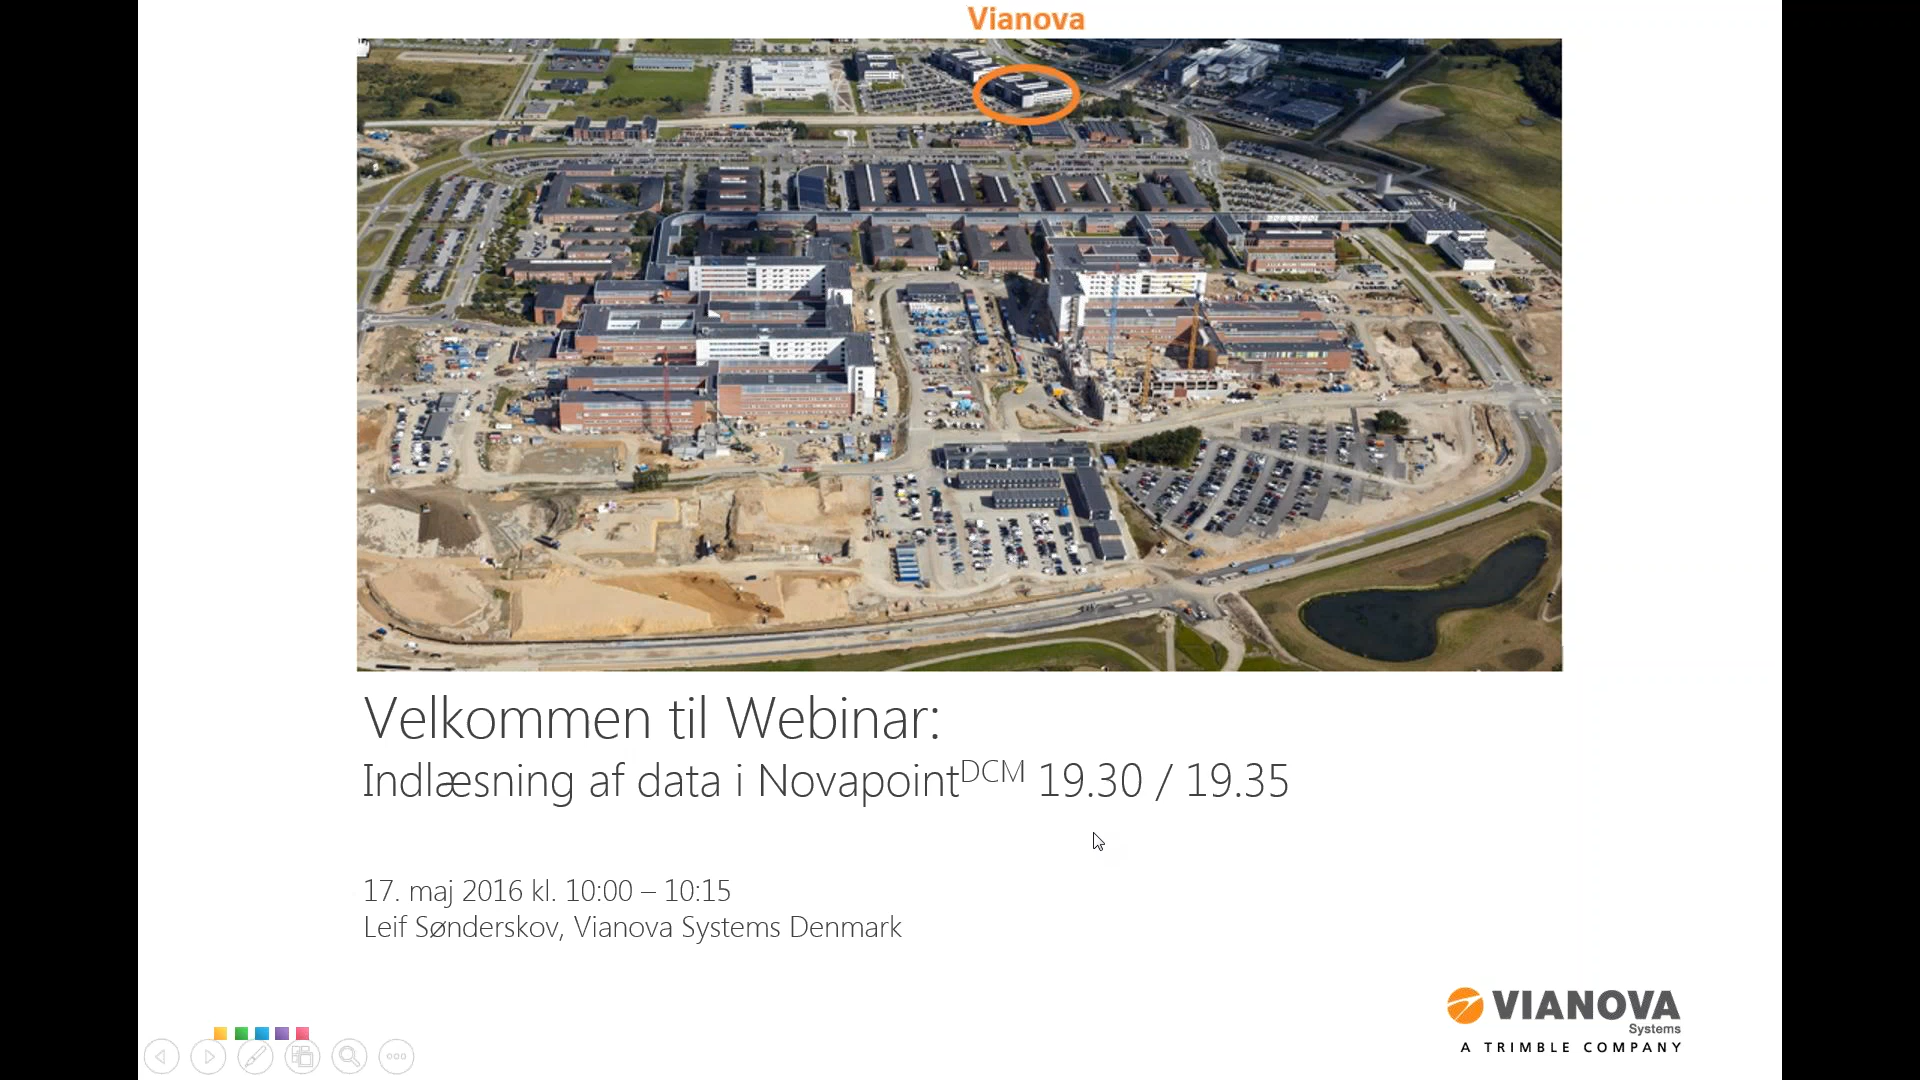 Vianova
Velkommen til Webinar:
Indlæsning af data i NovapointDCM 19.30 / 19.35
17. maj 2016 kl. 10:00 – 10:15
Leif Sønderskov, Vianova Systems Denmark
VIANOVA
Systems
A TRIMBLE COMPANY